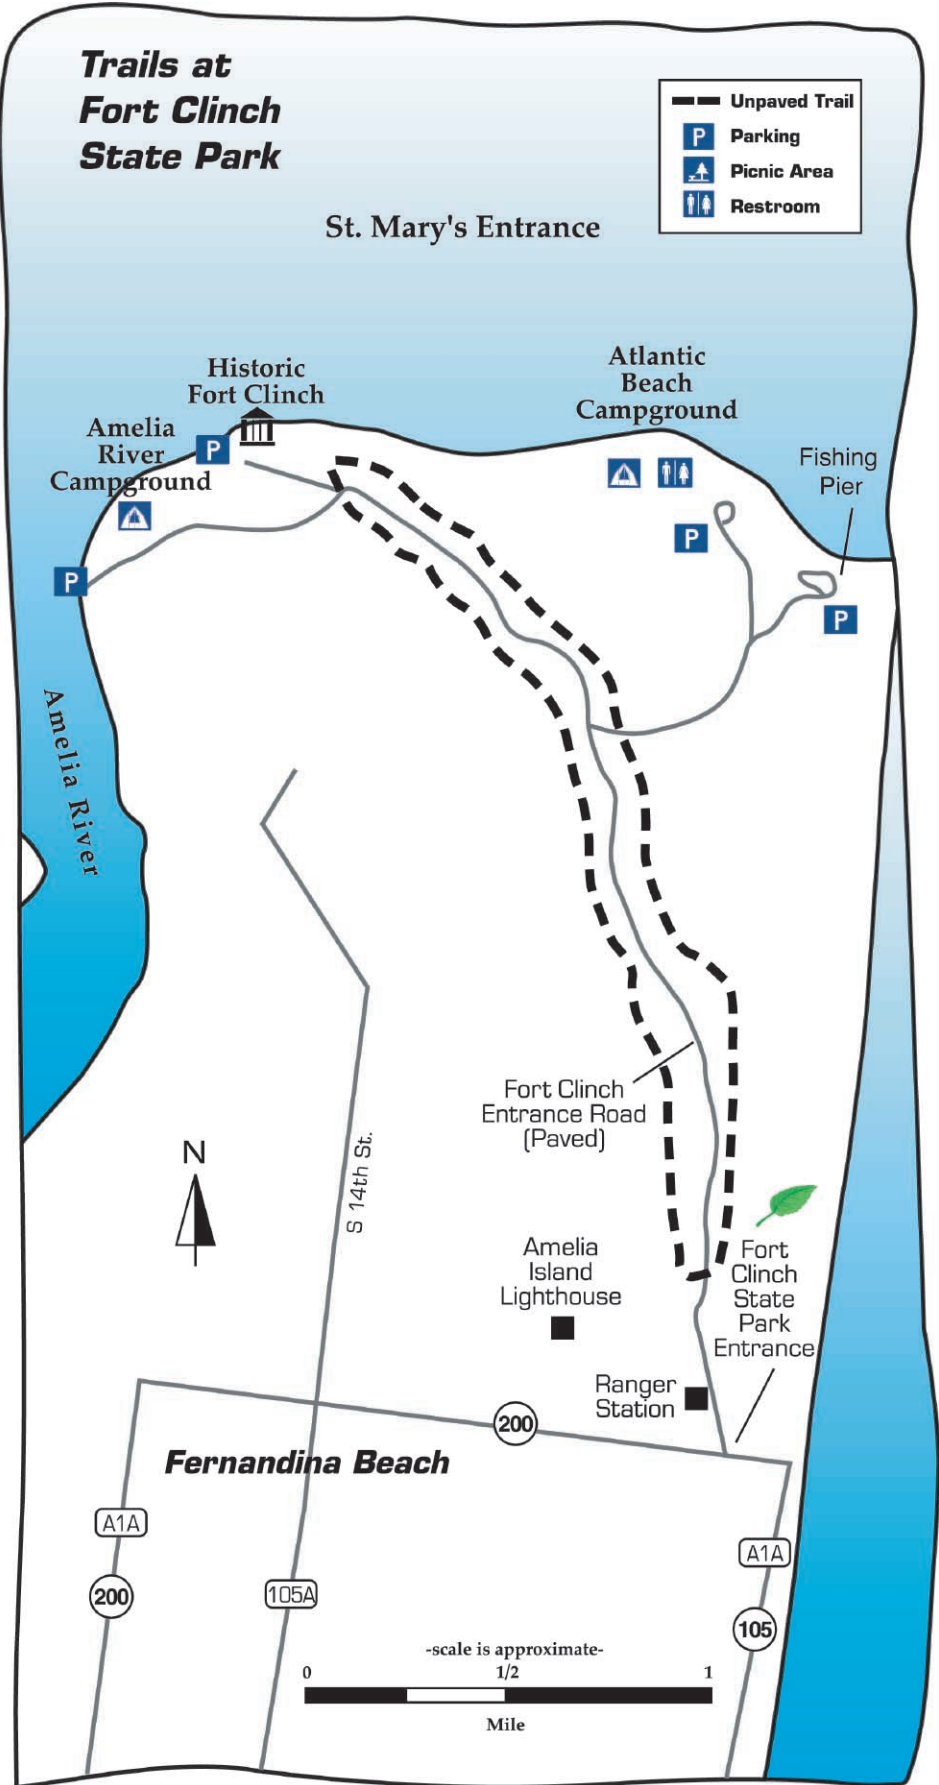 Trails at
Fort Clinch
State Park
Unpaved Trail
P Parking
Picnic Area
Restroom
St. Mary's Entrance
Historic
Fort Clinch
Atlantic
Beach
Campground
Amelia
River
Campground
P
Fishing
Pier
P
P
P
Amelia River
Fort Clinch
Entrance Road
(Paved)
N
S 14th St.
Amelia
Island
Lighthouse
Fort
Clinch
State
Park
Entrance
Ranger
Station
200
Fernandina Beach
A1A
200
105A
A1A
105
-scale is approximate-
0 1/2 1
Mile